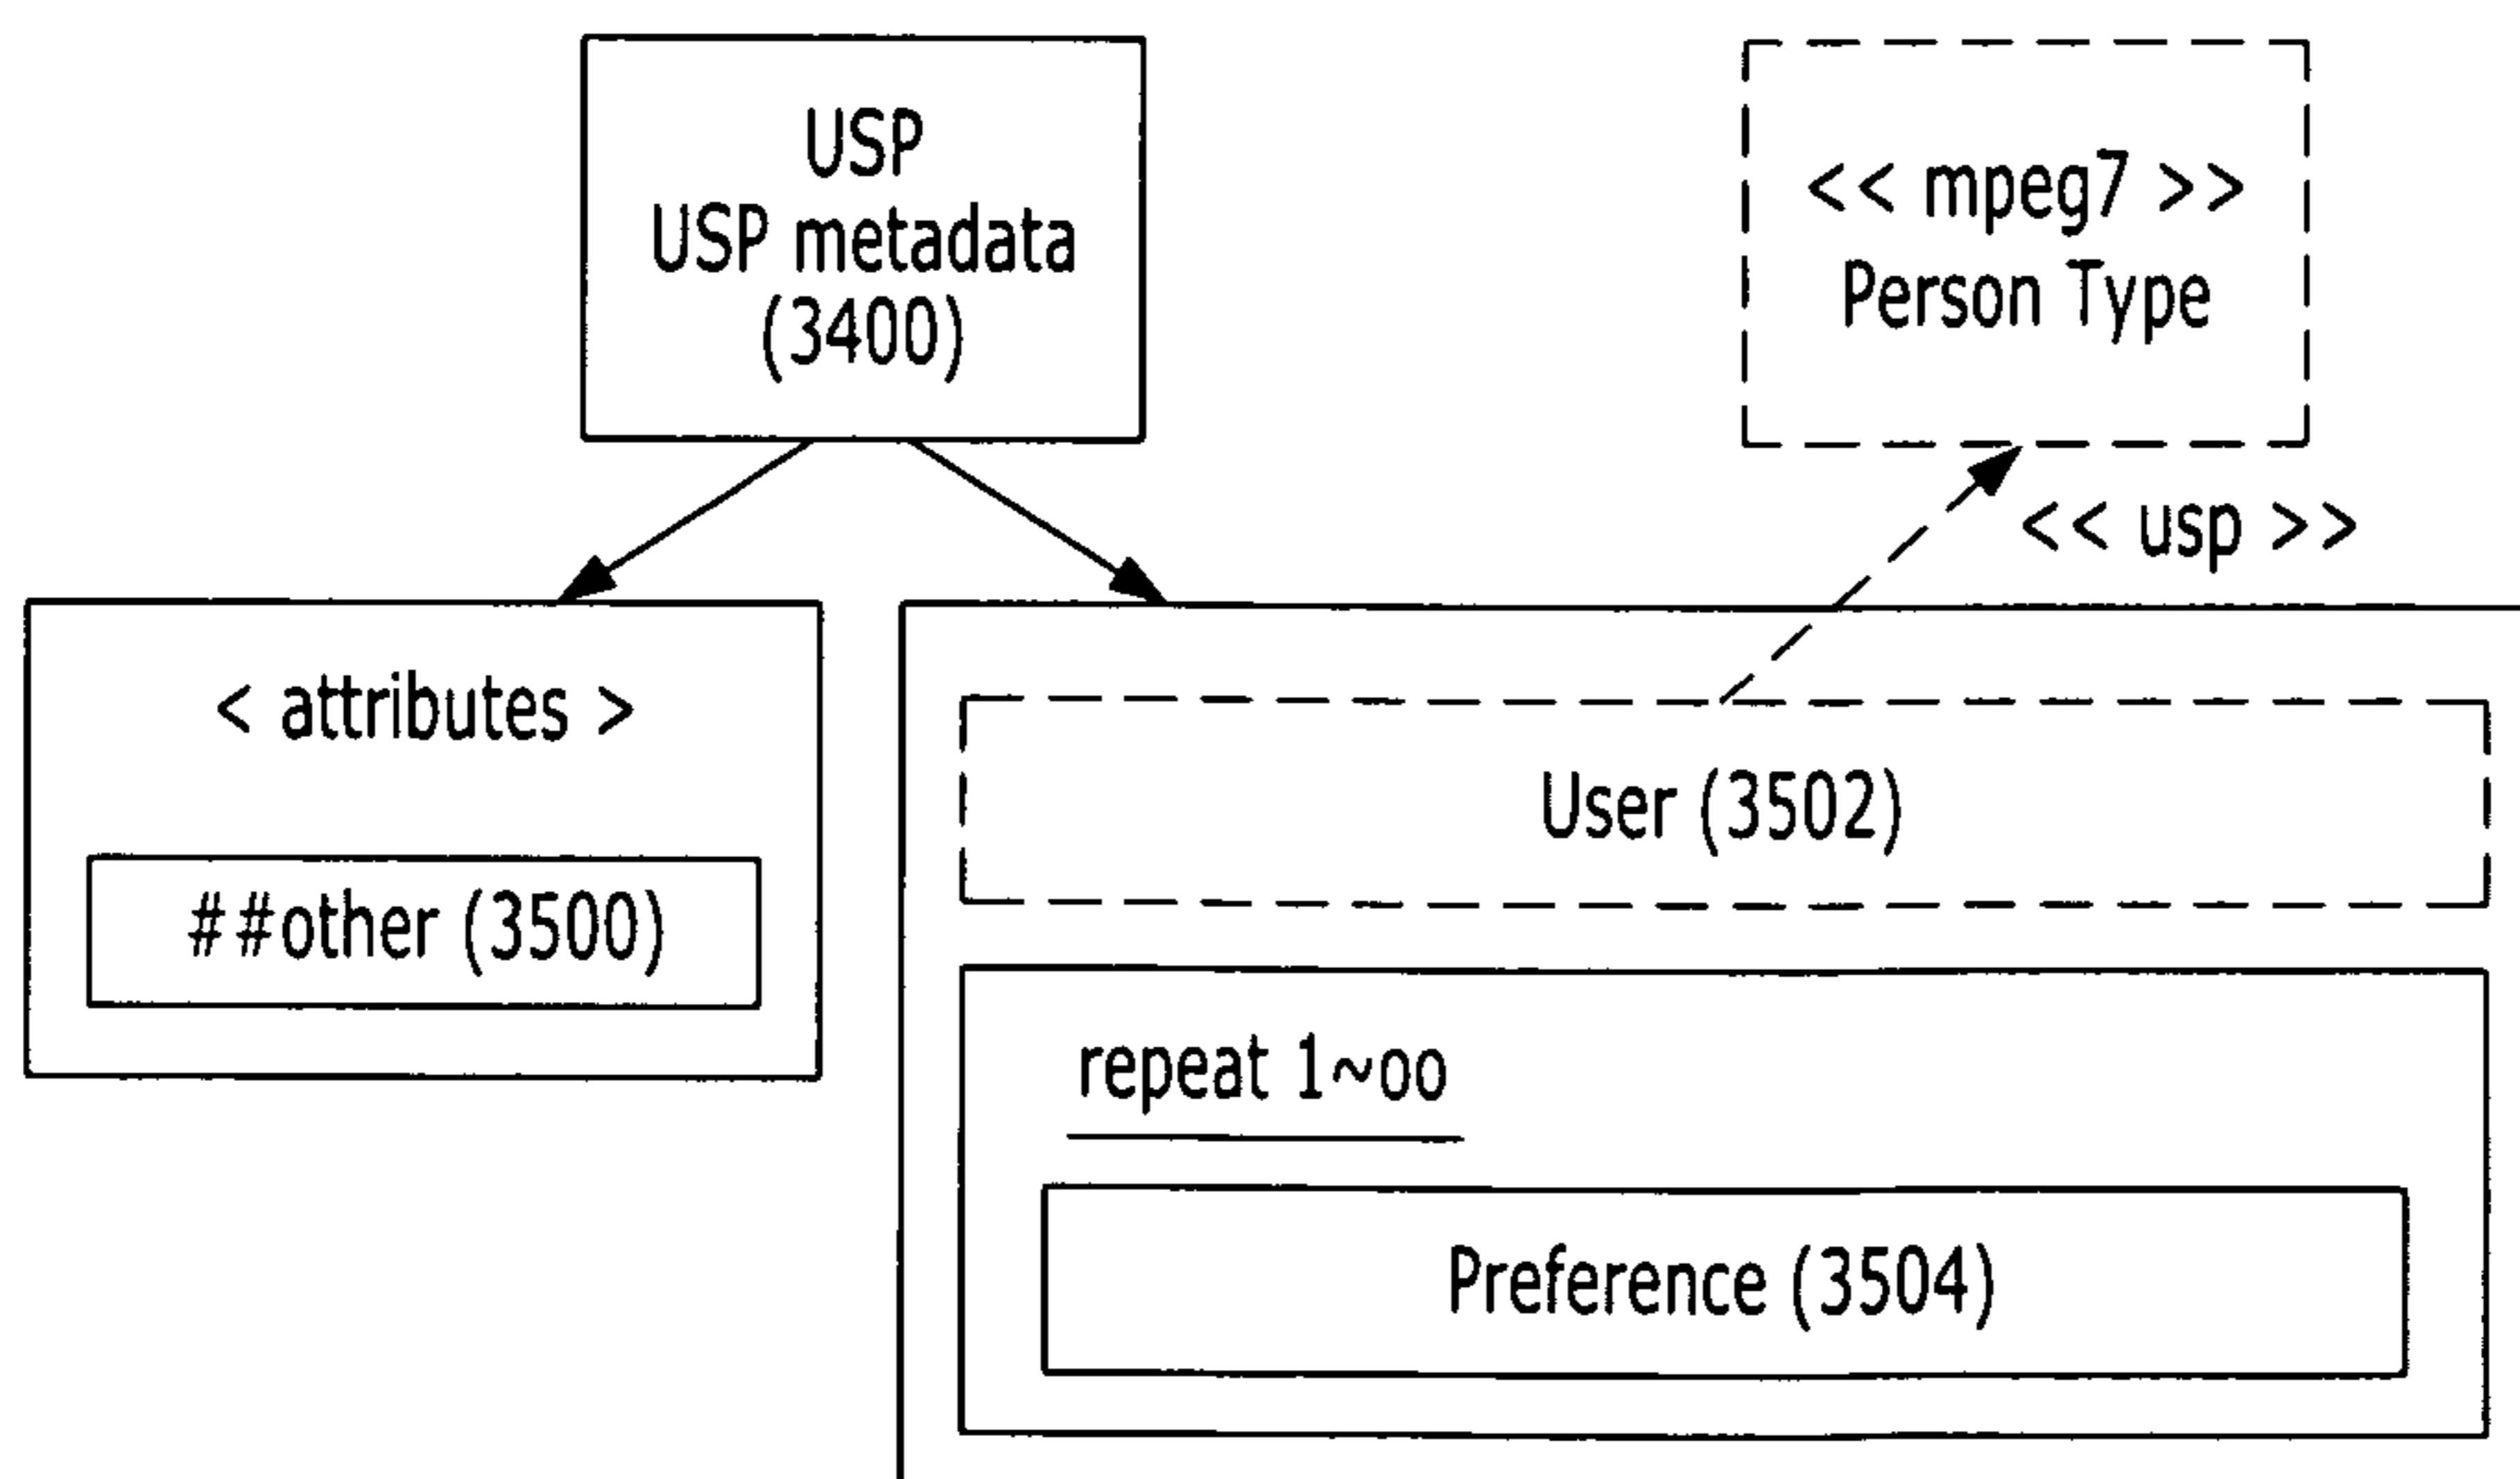 USP
USP metadata
(3400)
<< mpeg7 >>
Person Type
<< usp >>
< attributes >
##other (3500)
User (3502)
repeat 1~oo
Preference (3504)